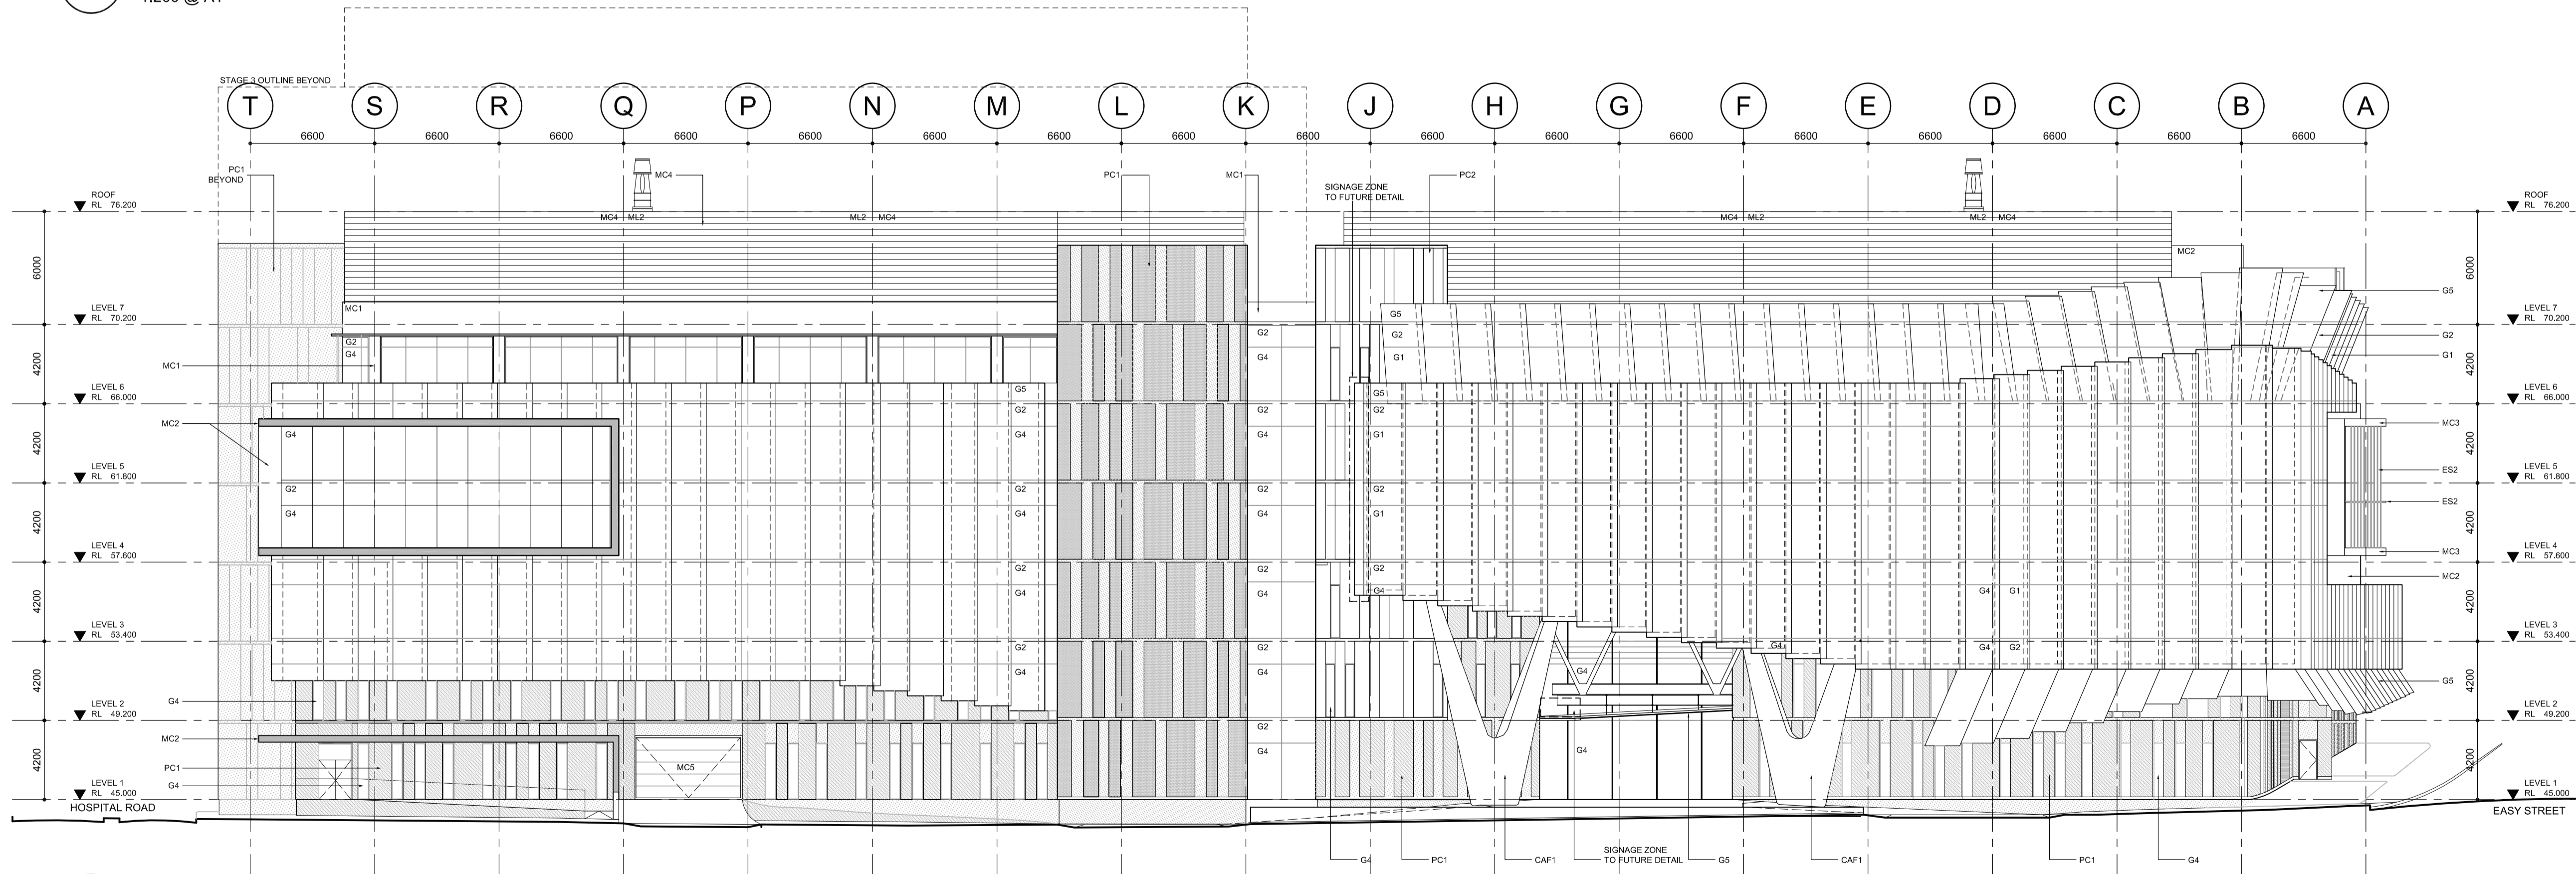 1:200 @ A1
STAGE 3 OUTLINE BEYOND
T S R Q P N M L K J H G F E D C B A
6600 6600 6600 6600 6600 6600 6600 6600 6600 6600 6600 6600 6600 6600 6600 6600 6600
PC1
BEYOND
MC4
PC1
MC1
SIGNAGE ZONE
TO FUTURE DETAIL
PC2
ROOF
RL 76.200
MC4 ML2
ML2 MC4
MC4 ML2
ML2 MC4
ROOF
RL 76.200
MC2
6000
6000
G5
LEVEL 7
RL 70.200
MC1
G5
LEVEL 7
RL 70.200
G2
G4
G2
G4
G2
G1
G2
G1
4200
MC1
4200
LEVEL 6
RL 66.000
G5
G2
G4
G2
G4
G5
G2
G1
LEVEL 6
RL 66.000
MC2
G4
MC3
4200
4200
LEVEL 5
RL 61.800
G2
G4
G2
G4
G2
G4
G2
G1
ES2
LEVEL 5
RL 61.800
ES2
4200
4200
LEVEL 4
RL 57.600
G2
G4
G2
G4
G2
G4
G4 G1
MC3
LEVEL 4
RL 57.600
MC2
4200
4200
LEVEL 3
RL 53.400
G2
G4
G2
G4
G4
G4
G4 G2
LEVEL 3
RL 53.400
4200
4200
G4
G5
LEVEL 2
RL 49.200
G2
G4
G4
LEVEL 2
RL 49.200
MC2
4200
4200
PC1
MC5
G4
LEVEL 1
RL 45.000
LEVEL 1
RL 45.000
HOSPITAL ROAD
EASY STREET
G4
PC1
CAF1
SIGNAGE ZONE
TO FUTURE DETAIL
G5
CAF1
PC1
G4